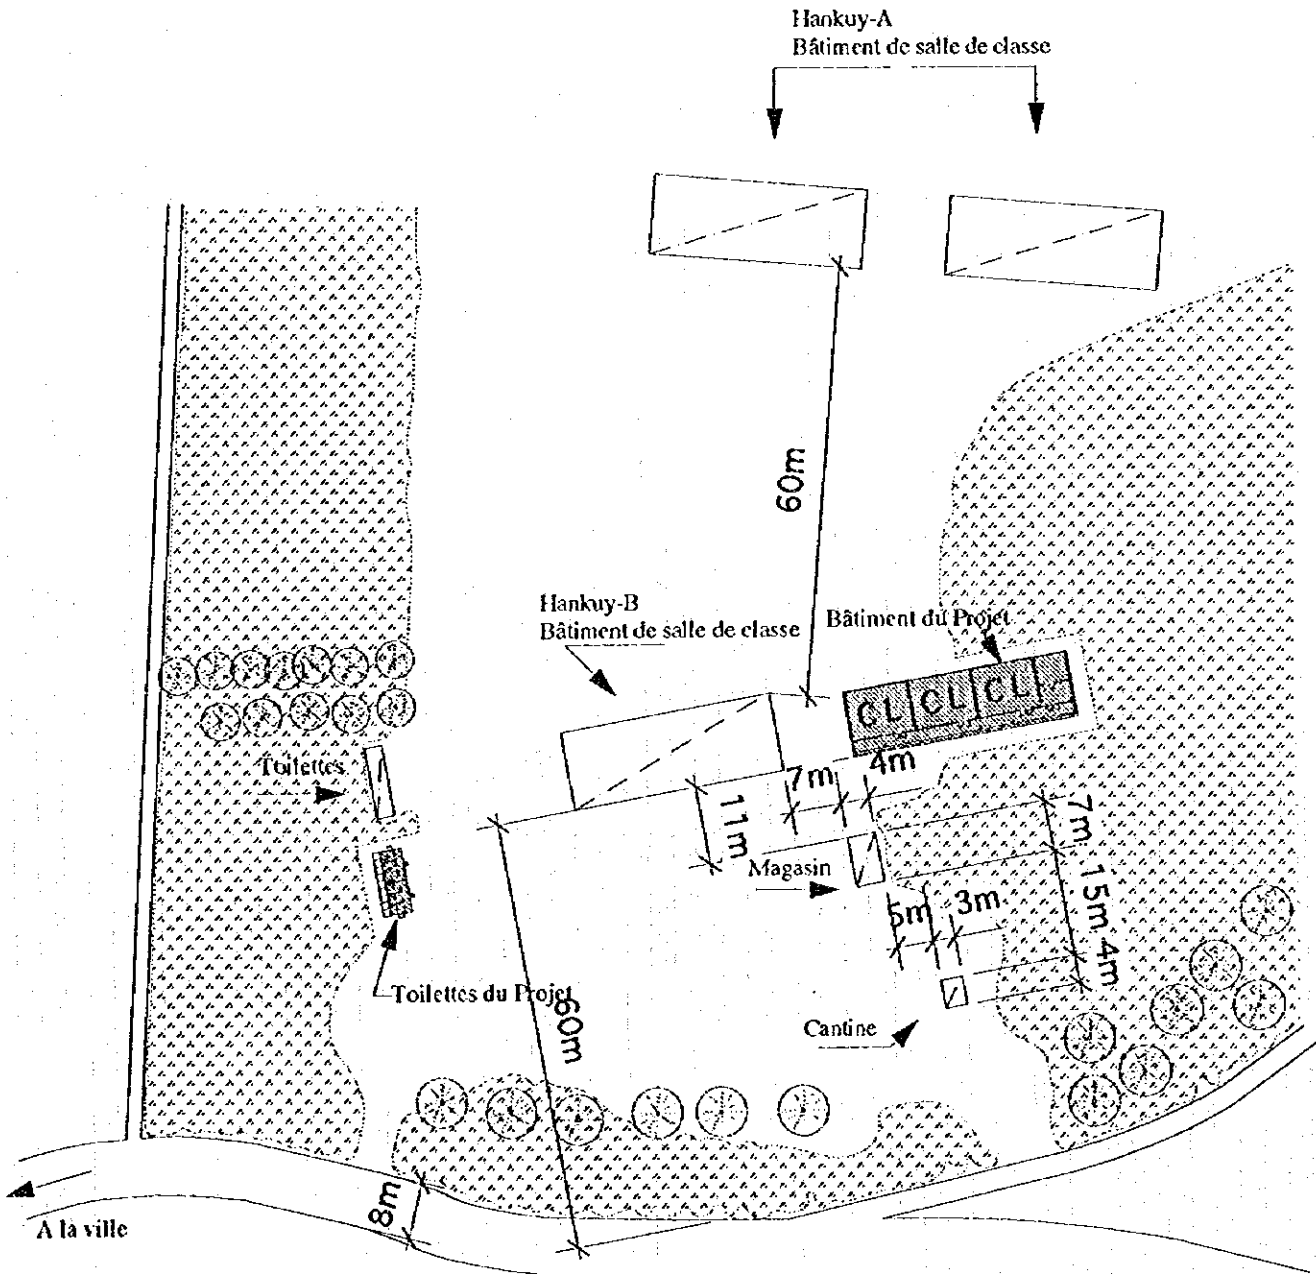 Hankuy-A
Bâtiment de salle de classe
60m
Hankuy-B
Bâtiment de salle de classe
Bâtiment du Projet
CL CL CL
Toilettes
7m
4m
11m
7m
Magasin
15m
5m
3m
4m
Toilettes du Projet
60m
Cantine
8m
A la ville